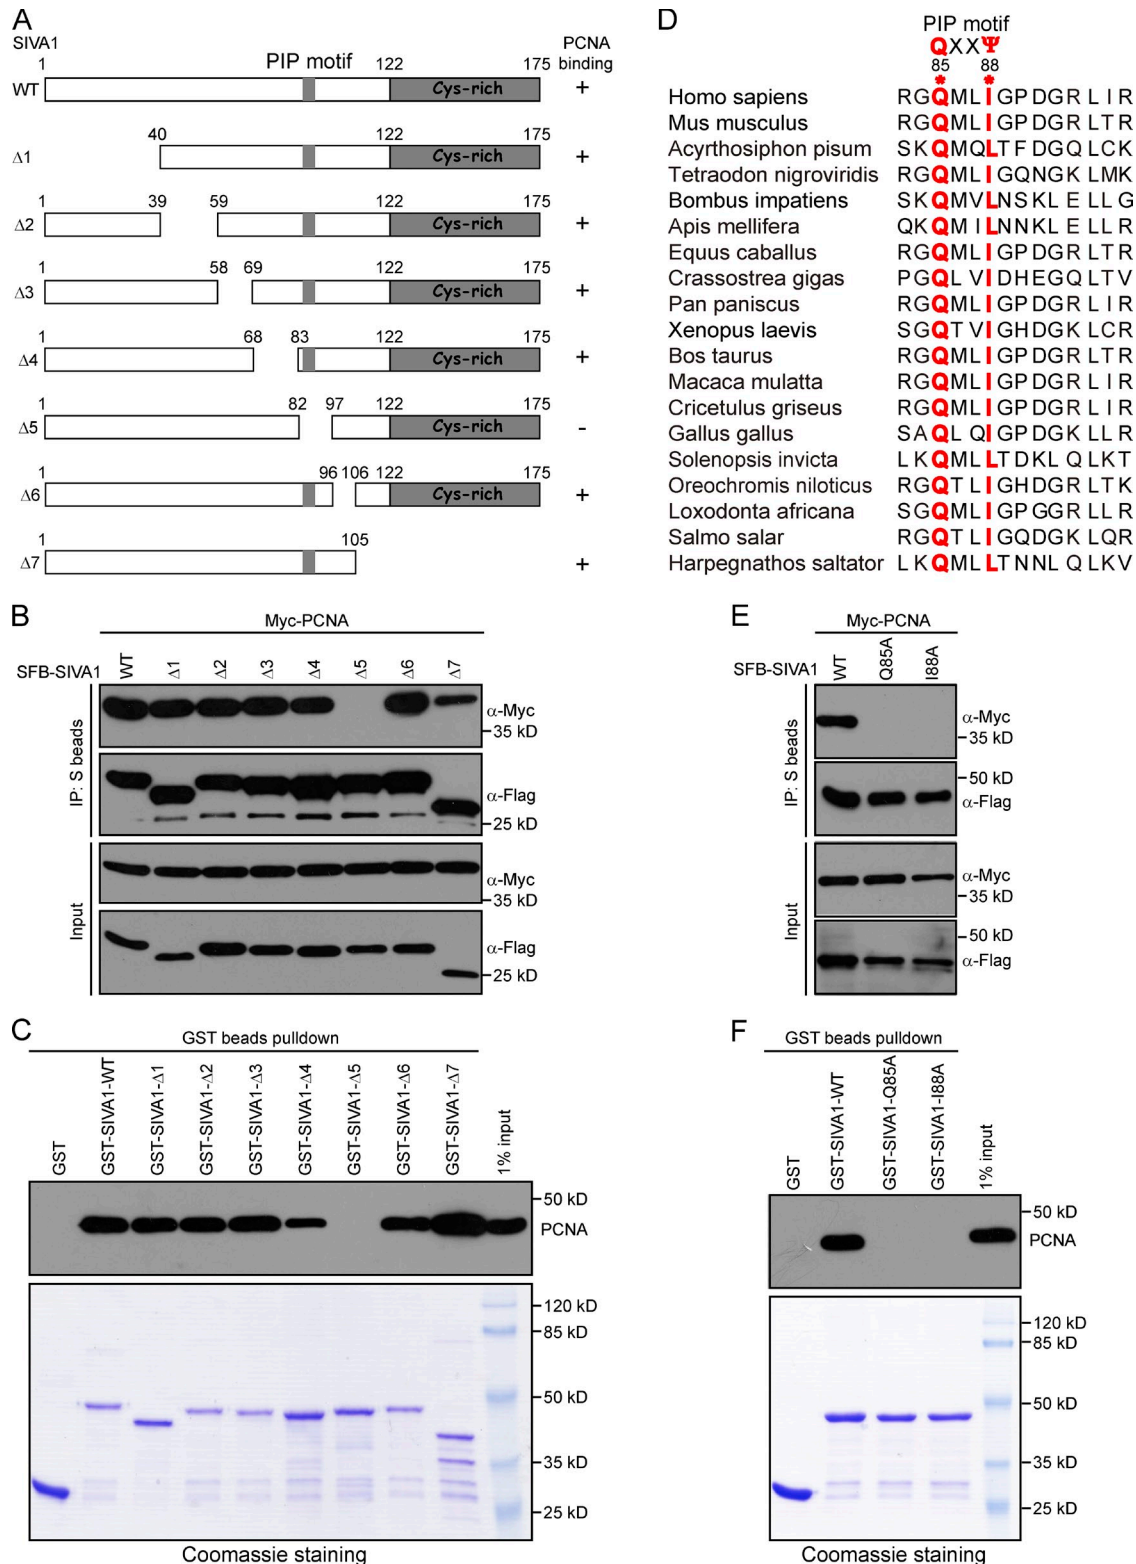 A
SIVA1
PIP motif
PCNA binding
1 122 175
WT Cys-rich +
40 122 175
Δ1 Cys-rich +
1 39 59 122 175
Δ2 Cys-rich +
1 58 69 122 175
Δ3 Cys-rich +
1 68 83 122 175
Δ4 Cys-rich +
1 82 97 122 175
Δ5 Cys-rich -
1 96 106 122 175
Δ6 Cys-rich +
1 105
Δ7 +
D
PIP motif
QXXΨ
85 88
* *
Homo sapiens RGQMLIGPDGRLIR
Mus musculus RGQMLIGPDGRLTR
Acyrthosiphon pisum SKQMQLTFDGQLCK
Tetraodon nigroviridis RGQMLIGQNGKLMK
Bombus impatiens SKQMVLNSKLELLG
Apis mellifera QKQMILNNKLELLR
Equus caballus RGQMLIGPDGRLTR
Crassostrea gigas PGQLVIDHEGQLTV
Pan paniscus RGQMLIGPDGRLIR
Xenopus laevis SGQTVIGHDGKLCR
Bos taurus RGQMLIGPDGRLTR
Macaca mulatta RGQMLIGPDGRLIR
Cricetulus griseus RGQMLIGPDGRLIR
Gallus gallus SAQLQIGPDGKLLR
Solenopsis invicta LKQMLLTDKLQLKT
Oreochromis niloticus RGQTLIGHDGRLTK
Loxodonta africana SGQMLIGPGGRLLR
Salmo salar RGQTLIGQDGKLQR
Harpegnathos saltator LKQMLLTNNLQLKV
B
Myc-PCNA
SFB-SIVA1 WT Δ1 Δ2 Δ3 Δ4 Δ5 Δ6 Δ7
IP: S beads
α-Myc
35 kD
α-Flag
25 kD
Input
α-Myc
35 kD
α-Flag
25 kD
E
Myc-PCNA
SFB-SIVA1 WT Q85A I88A
IP: S beads
α-Myc
35 kD
50 kD
α-Flag
Input
α-Myc
35 kD
50 kD
α-Flag
C
GST beads pulldown
GST GST-SIVA1-WT GST-SIVA1-Δ1 GST-SIVA1-Δ2 GST-SIVA1-Δ3 GST-SIVA1-Δ4 GST-SIVA1-Δ5 GST-SIVA1-Δ6 GST-SIVA1-Δ7 1% input
50 kD
PCNA
120 kD
85 kD
50 kD
35 kD
25 kD
Coomassie staining
F
GST beads pulldown
GST GST-SIVA1-WT GST-SIVA1-Q85A GST-SIVA1-I88A 1% input
50 kD
PCNA
120 kD
85 kD
50 kD
35 kD
25 kD
Coomassie staining